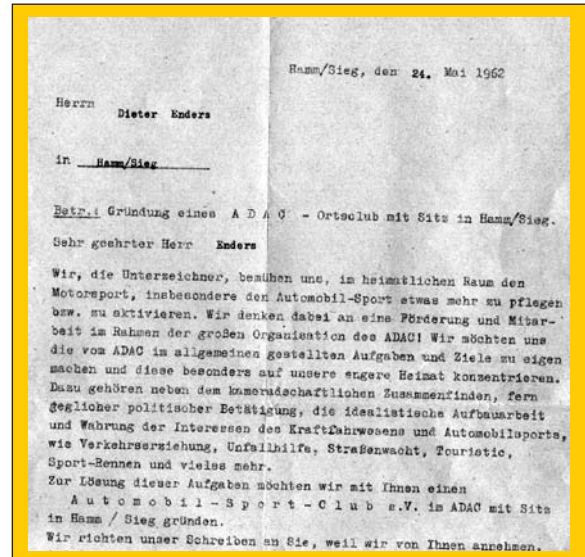 Hamm/Sieg, den 24. Mai 1962
Herrn
Dieter Enders
in Hamm/Sieg
Betr.: Gründung eines A D A C - Ortsclub mit Sitz in Hamm/Sieg.
Sehr geehrter Herr Enders
Wir, die Unterzeichner, bemühen uns, im heimatlichen Raum den
Motorsport, insbesondere den Automobil-Sport etwas mehr zu pflegen
bzw. zu aktivieren. Wir denken dabei an eine Förderung und Mitar-
beit im Rahmen der großen Organisation des ADAC! Wir möchten uns
die vom ADAC im allgemeinen gestellten Aufgaben und Ziele zu eigen
machen und diese besonders auf unsere engere Heimat konzentrieren.
Dazu gehören neben dem kameradschaftlichen Zusammenfinden, fern
jeglicher politischer Betätigung, die idealistische Aufbauarbeit
und Wahrung der Interessen des Kraftfahrwesens und Automobilsports,
wie Verkehrserziehung, Unfallhilfe, Straßenwacht, Touristic,
Sport-Rennen und vieles mehr.
Zur Lösung dieser Aufgaben möchten wir mit Ihnen einen
A u t o m o b i l - S p o r t - C l u b e.V. im ADAC mit Sitz
in Hamm / Sieg gründen.
Wir richten unser Schreiben an Sie, weil wir von Ihnen annehmen,